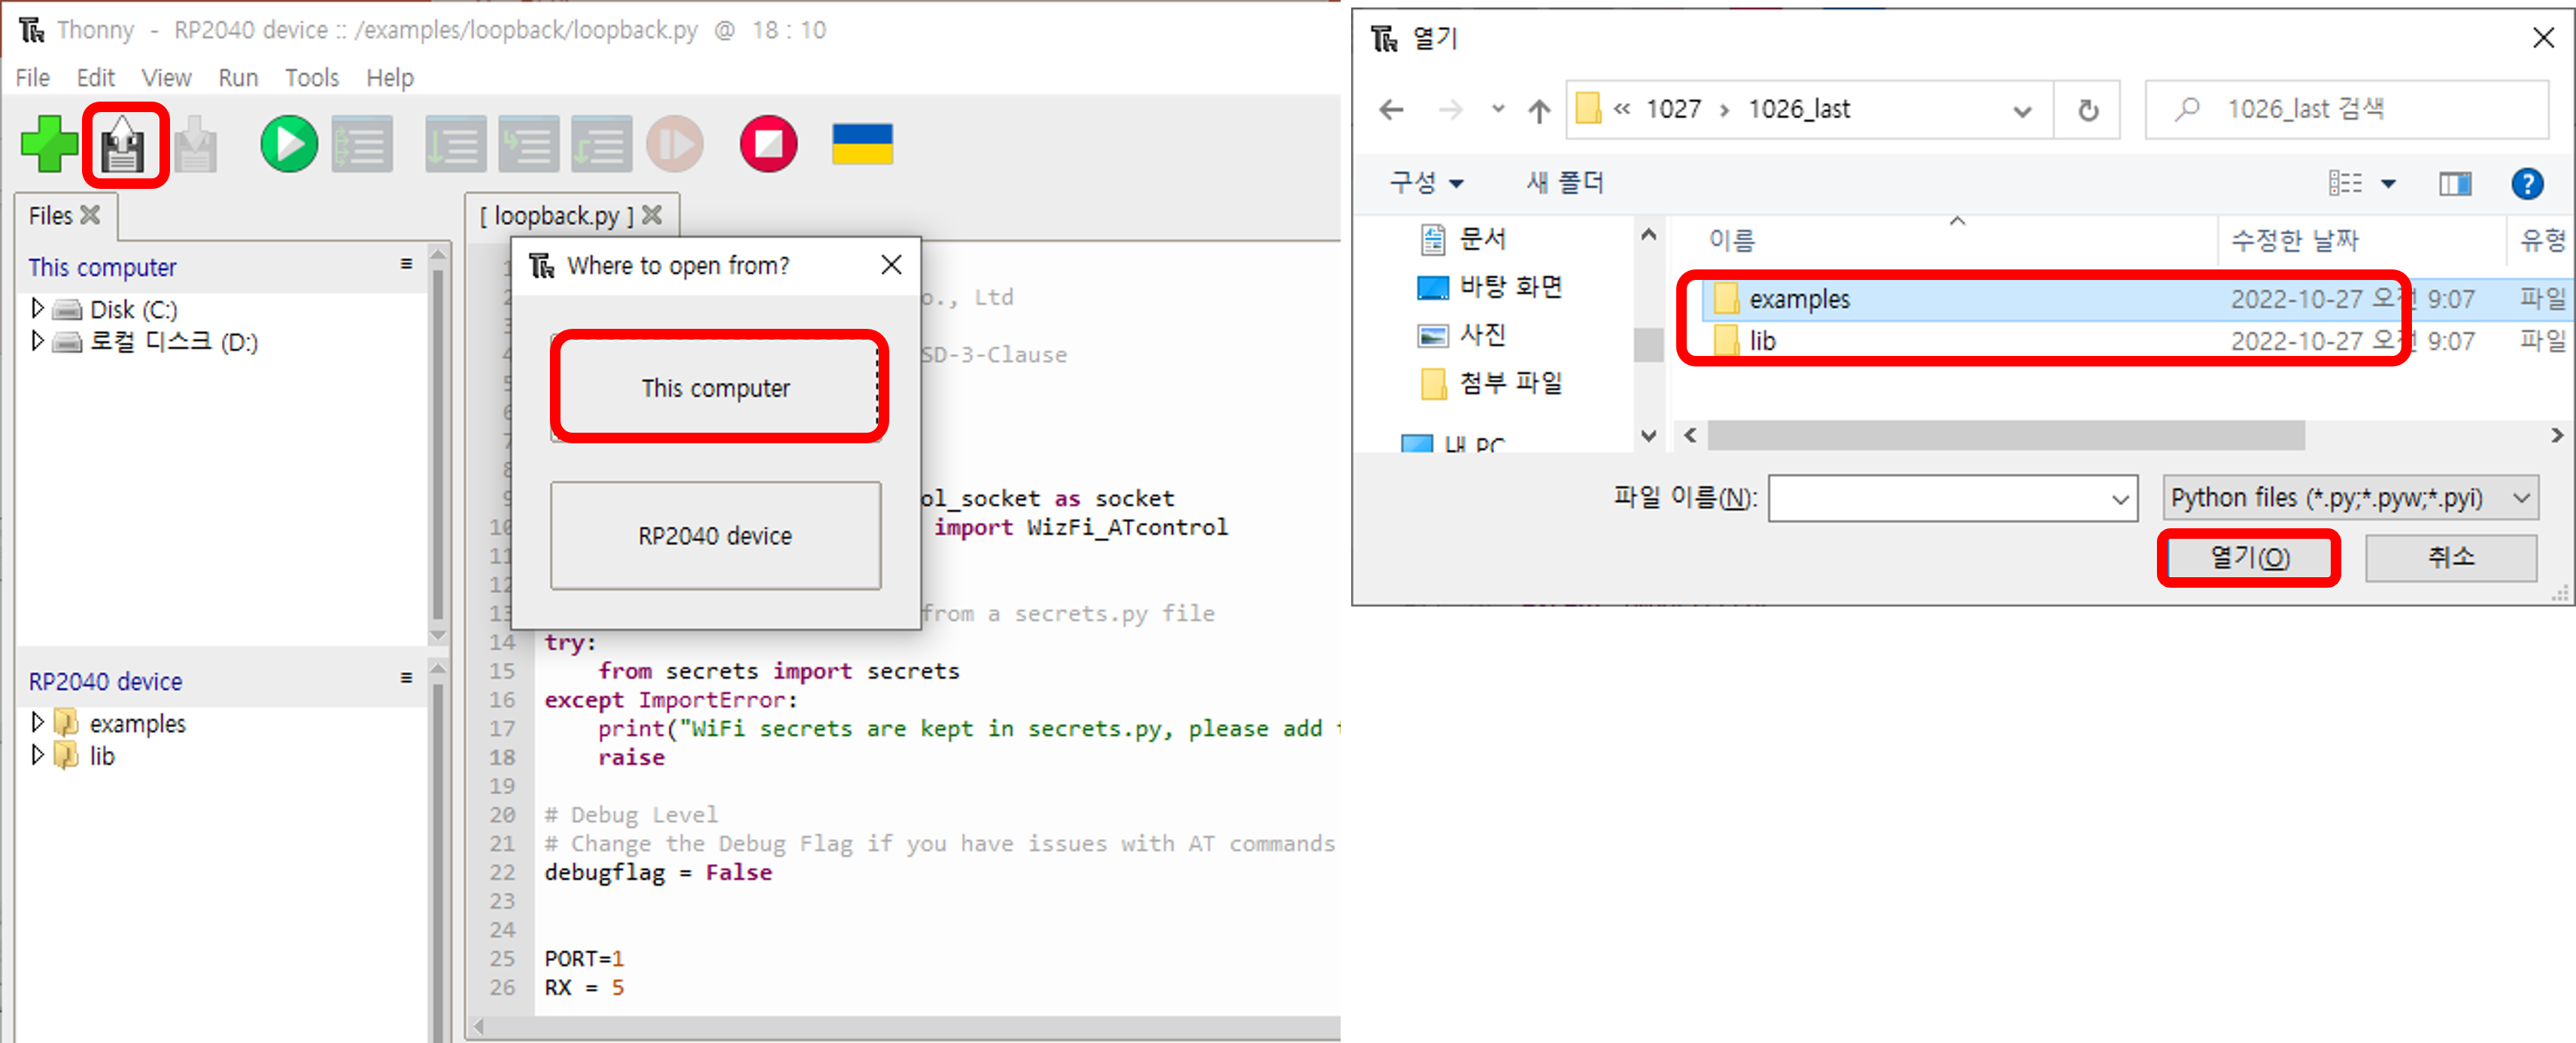 Thonny - RP2040 device :: /examples/loopback/loopback.py @ 18 : 10
File Edit View Run Tools Help
Files
This computer
Disk (C:)
로컬 디스크 (D:)
RP2040 device
examples
lib
[ loopback.py ]
Where to open from?
This computer
RP2040 device
o., Ltd
SD-3-Clause
ol_socket as socket
10 import WizFi_ATcontrol
11
12
13 from a secrets.py file
14 try:
15 from secrets import secrets
16 except ImportError:
17 print("WiFi secrets are kept in secrets.py, please add
18 raise
19
20 # Debug Level
21 # Change the Debug Flag if you have issues with AT commands
22 debugflag = False
23
24
25 PORT=1
26 RX = 5
열기
« 1027 › 1026_last
1026_last 검색
구성 새 폴더
문서
바탕 화면
사진
첨부 파일
내 PC
이름 수정한 날짜 유형
examples 2022-10-27 오전 9:07 파일
lib 2022-10-27 오전 9:07 파일
파일 이름(N): Python files (*.py;*.pyw;*.pyi)
열기(O) 취소